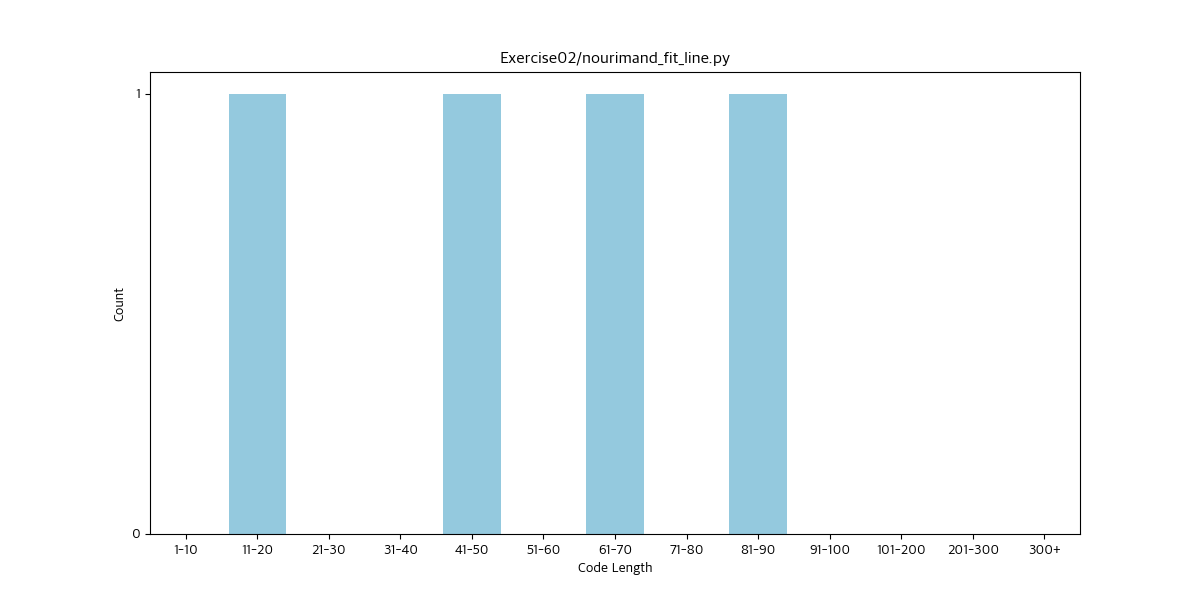 Exercise02/nourimand_fit_line.py
1
Count
0
1-10 11-20 21-30 31-40 41-50 51-60 61-70 71-80 81-90 91-100 101-200 201-300 300+
Code Length